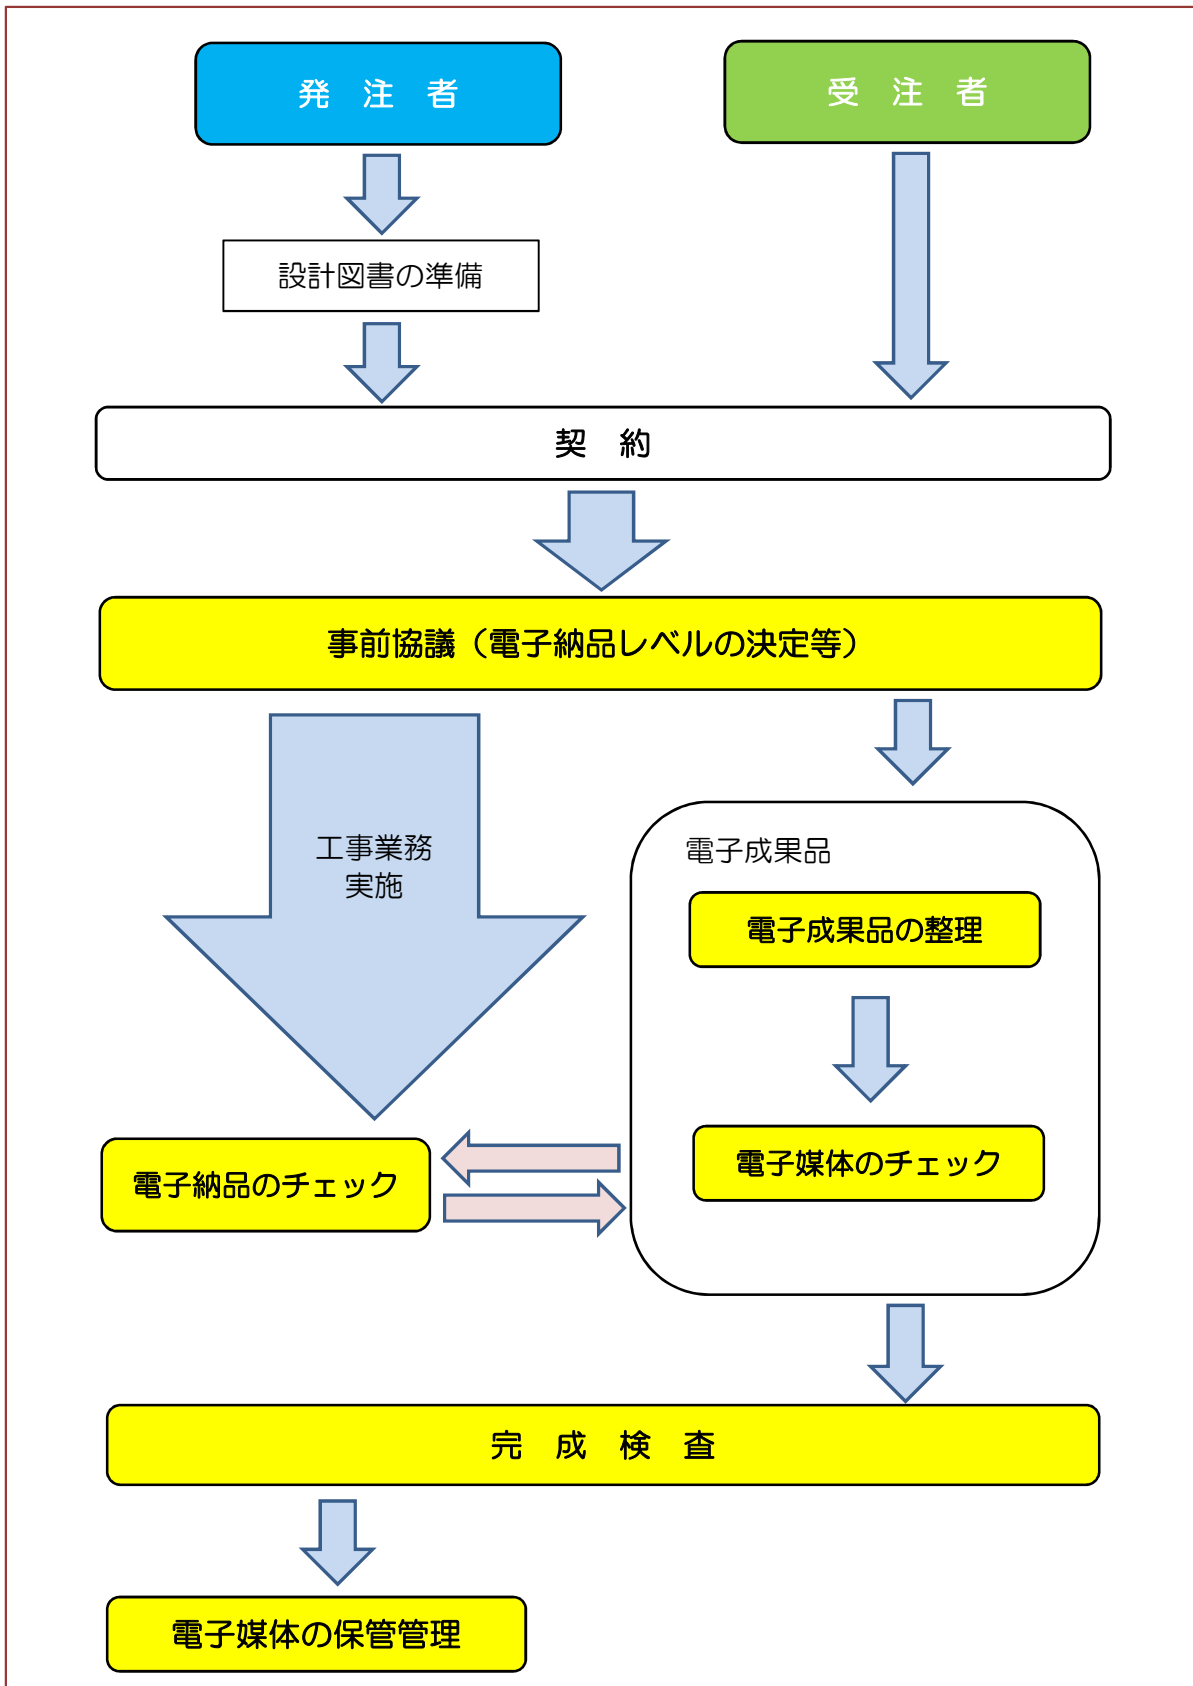 発　注　者
受　注　者
設計図書の準備
契　約
事前協議（電子納品レベルの決定等）
工事業務
実施
電子成果品
電子成果品の整理
電子媒体のチェック
電子納品のチェック
完　成　検　査
電子媒体の保管管理